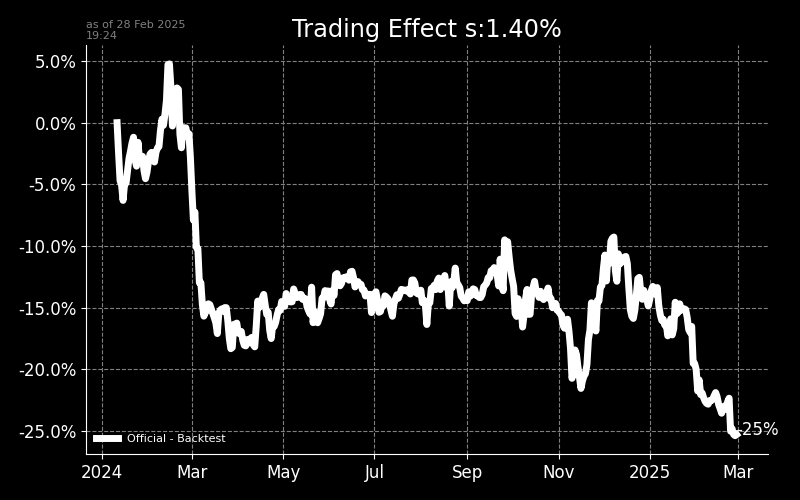 as of 28 Feb 2025
19:24
Trading Effect s:1.40%
5.0%
0.0%
-5.0%
-10.0%
-15.0%
-20.0%
-25.0%
-25%
Official - Backtest
2024 Mar May Jul Sep Nov 2025 Mar